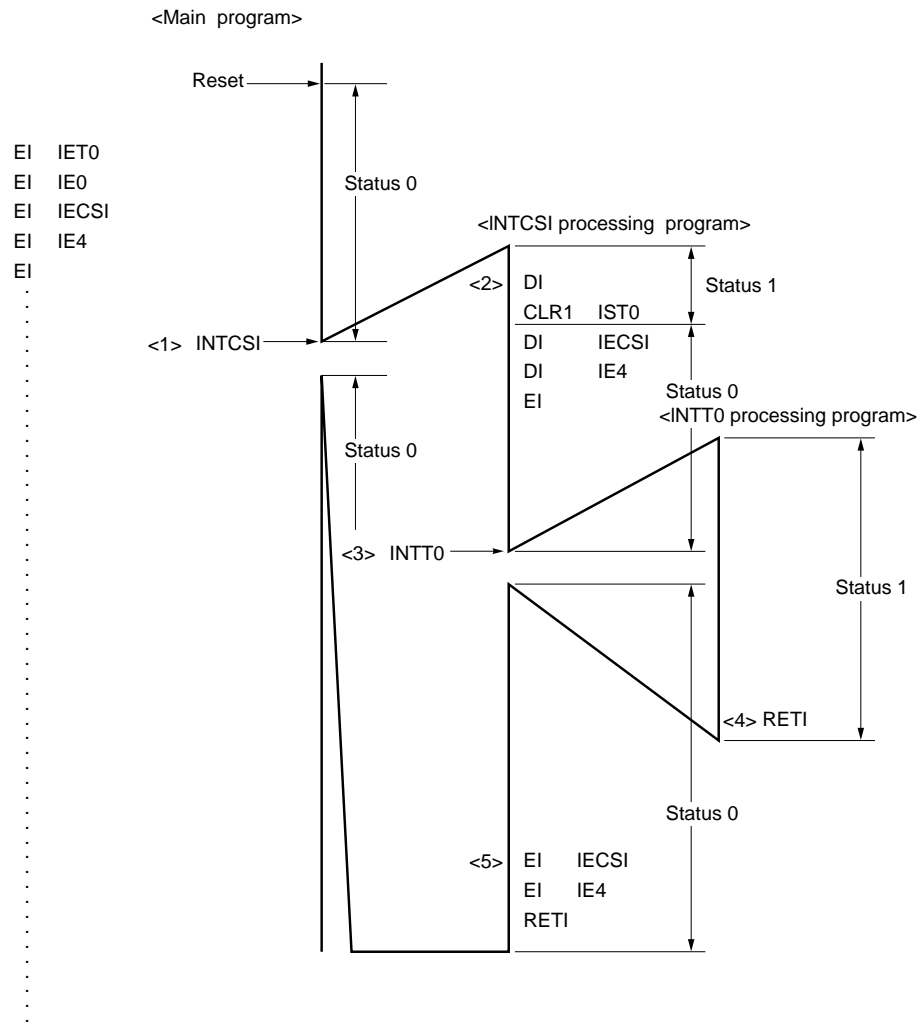 <Main program>
Reset
EI IET0
EI IE0
EI IECSI
EI IE4
EI
Status 0
<INTCSI processing program>
<2> DI
CLR1 IST0
DI IECSI
DI IE4
EI
Status 1
<1> INTCSI
Status 0
<INTT0 processing program>
Status 0
<3> INTT0
Status 1
<4> RETI
Status 0
<5> EI IECSI
EI IE4
RETI